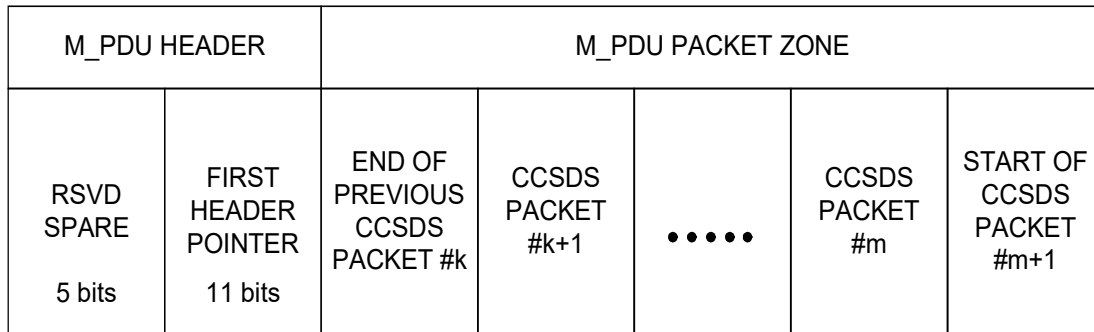 M_PDU HEADER
M_PDU PACKET ZONE
RSVD
SPARE
5 bits
FIRST
HEADER
POINTER
11 bits
END OF
PREVIOUS
CCSDS
PACKET #k
CCSDS
PACKET
#k+1
•••••
CCSDS
PACKET
#m
START OF
CCSDS
PACKET
#m+1